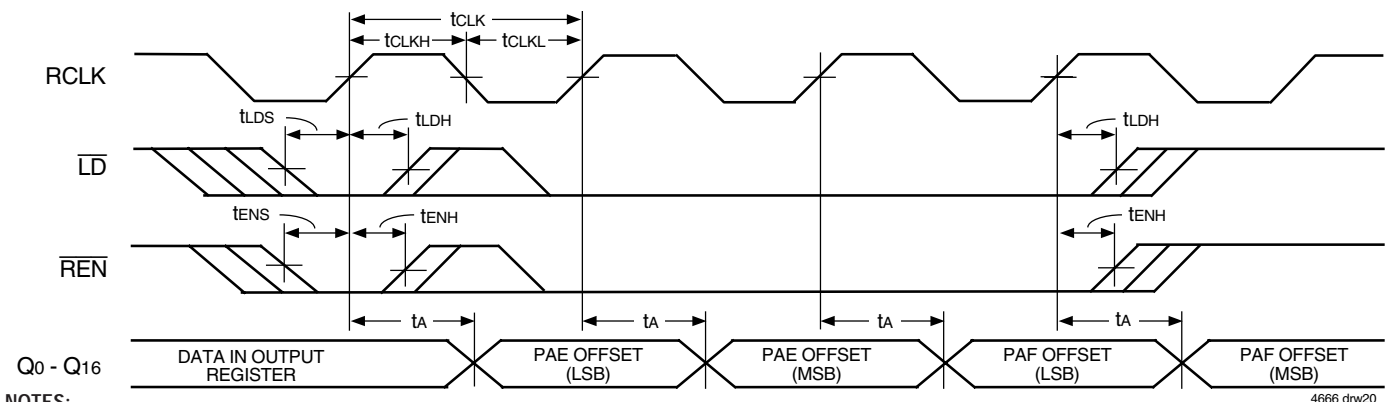 tCLK
tCLKH
tCLKL
RCLK
tLDS
tLDH
tLDH
LD
tENS
tENH
tENH
REN
tA
tA
tA
tA
Q0 - Q16
DATA IN OUTPUT
REGISTER
PAE OFFSET
(LSB)
PAE OFFSET
(MSB)
PAF OFFSET
(LSB)
PAF OFFSET
(MSB)
NOTES:
4666 drw20